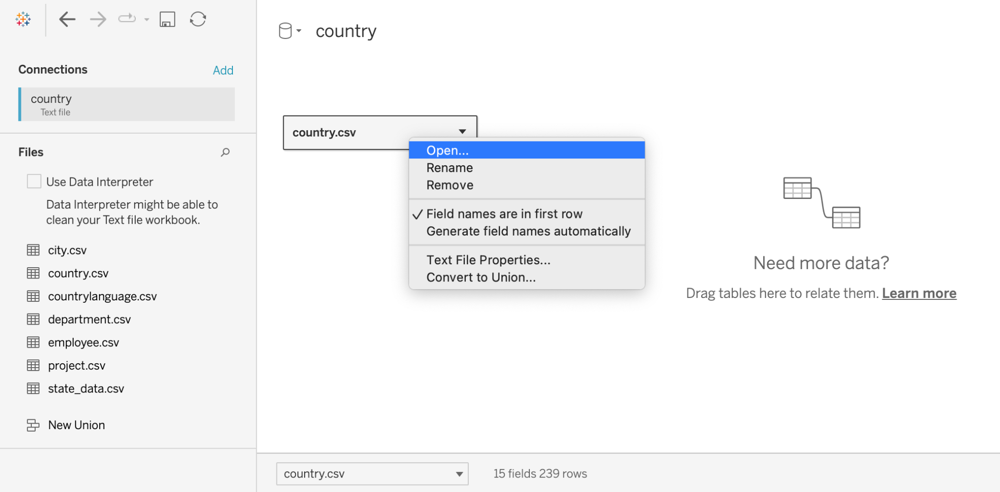 country
Connections
Add
country
Text file
country.csv
Open...
Rename
Remove
Field names are in first row
Generate field names automatically
Text File Properties...
Convert to Union...
Files
Use Data Interpreter
Data Interpreter might be able to
clean your Text file workbook.
city.csv
country.csv
countrylanguage.csv
department.csv
employee.csv
project.csv
state_data.csv
New Union
Need more data?
Drag tables here to relate them. Learn more
country.csv
15 fields 239 rows